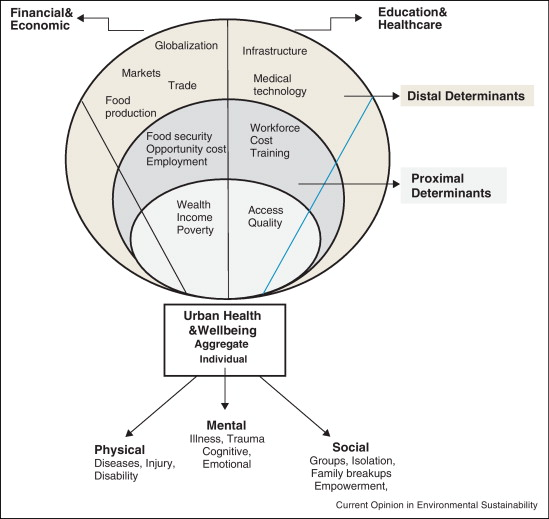 Financial&
Economic
Education&
Healthcare
Globalization
Markets
Trade
Food
production
Infrastructure
Medical
technology
Distal Determinants
Food security
Opportunity cost
Employment
Workforce
Cost
Training
Proximal
Determinants
Wealth
Income
Poverty
Access
Quality
Urban Health
&Wellbeing
Aggregate
Individual
Physical
Diseases, Injury,
Disability
Mental
Illness, Trauma
Cognitive,
Emotional
Social
Groups, Isolation,
Family breakups
Empowerment,
Current Opinion in Environmental Sustainability